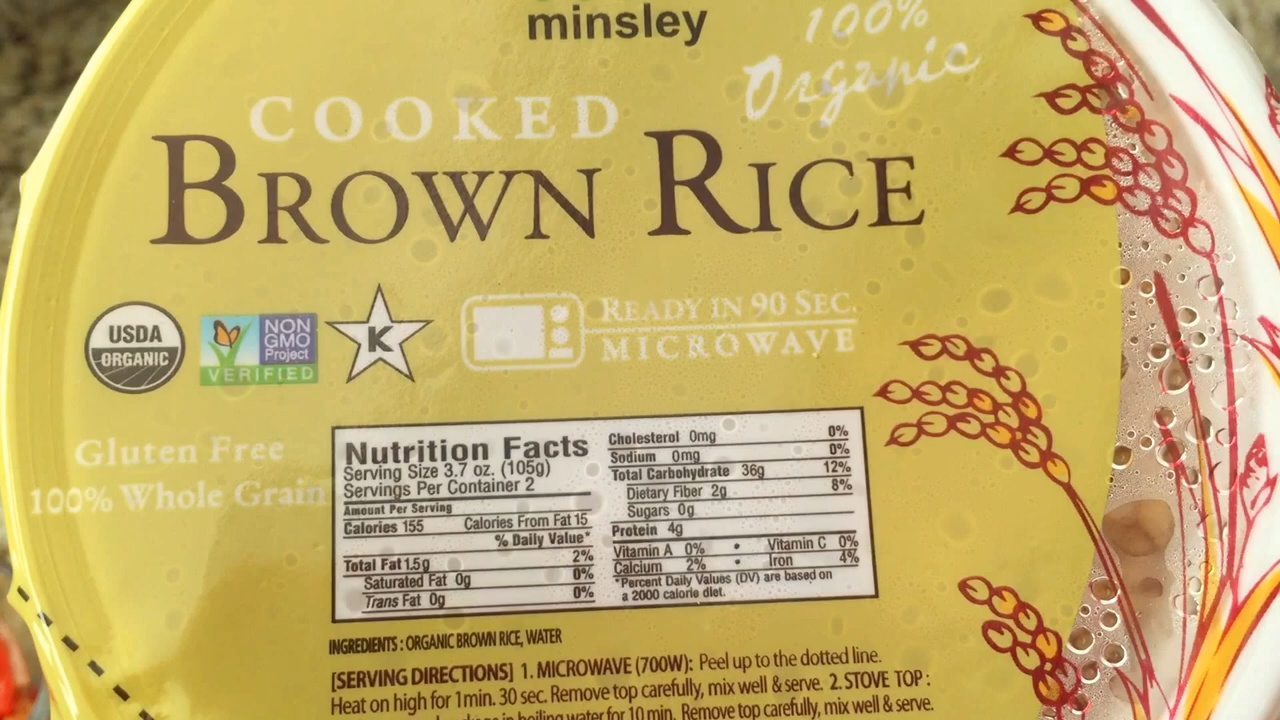 minsley
100%
Organic
COOKED
BROWN RICE
USDA
ORGANIC
NON
GMO
Project
VERIFIED
K
READY IN 90 SEC.
MICROWAVE
Gluten Free
100% Whole Grain
Nutrition Facts
Serving Size 3.7 oz. (105g)
Servings Per Container 2
Amount Per Serving
Calories 155 Calories From Fat 15
% Daily Value*
Total Fat 1.5g 2%
Saturated Fat 0g 0%
Trans Fat 0g 0%
Cholesterol 0mg 0%
Sodium 0mg 0%
Total Carbohydrate 36g 12%
Dietary Fiber 2g 8%
Sugars 0g
Protein 4g
Vitamin A 0% • Vitamin C 0%
Calcium 2% • Iron 4%
*Percent Daily Values (DV) are based on
a 2000 calorie diet.
INGREDIENTS : ORGANIC BROWN RICE, WATER
[SERVING DIRECTIONS] 1. MICROWAVE (700W): Peel up to the dotted line.
Heat on high for 1min. 30 sec. Remove top carefully, mix well & serve. 2. STOVE TOP :
in boiling water for 10 min. Remove top carefully, mix well & serve.